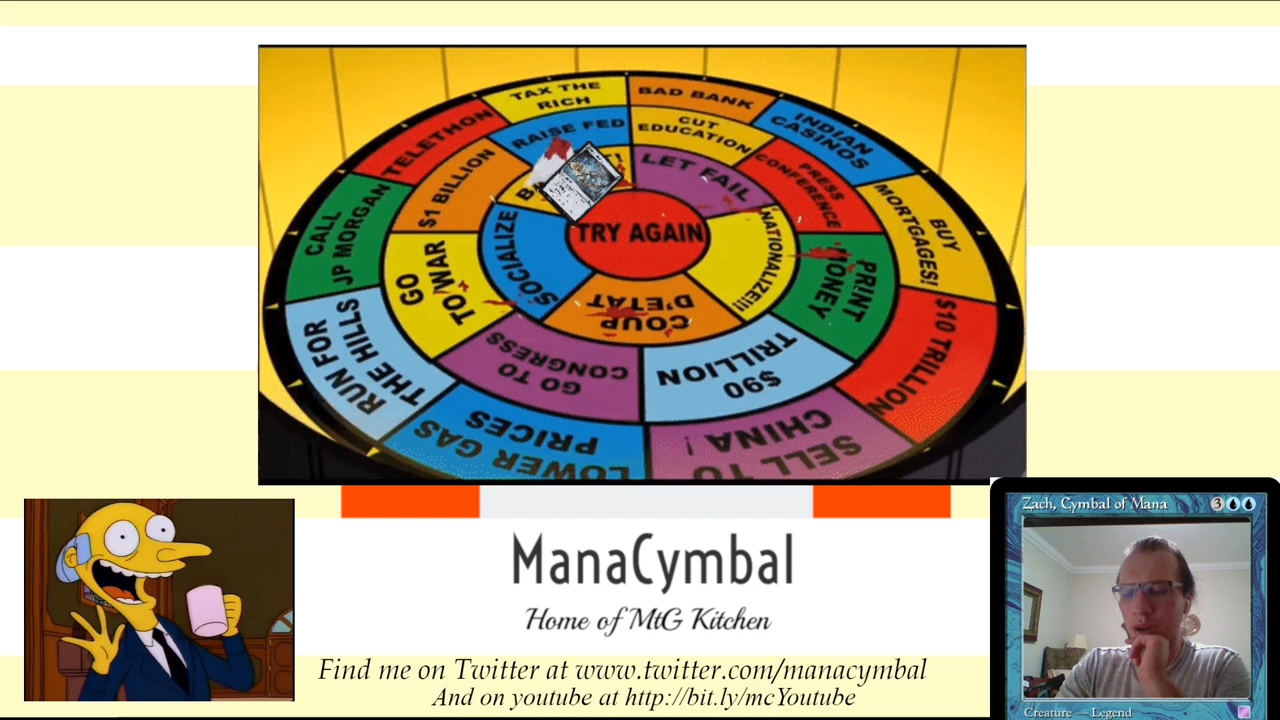 TAX THE
RICH
BAD BANK
TELETHON
RAISE FED
CUT
EDUCATION
INDIAN
CASINOS
$1 BILLION
LET FAIL
PRESS
CONFERENCE
CALL
JP MORGAN
BUY
MORTGAGES!
GO
TO WAR
SOCIALIZE
TRY AGAIN
NATIONALIZE!!!
PRINT
MONEY
COUP
D'ETAT
RUN FOR
THE HILLS
GO TO
CONGRESS
$90
TRILLION
$10 TRILLION
LOWER GAS
PRICES
SELL TO
CHINA!
Zach, Cymbal of Mana 3
ManaCymbal
Home of MtG Kitchen
Find me on Twitter at www.twitter.com/manacymbal
And on youtube at http://bit.ly/mcYoutube
Creature — Legend